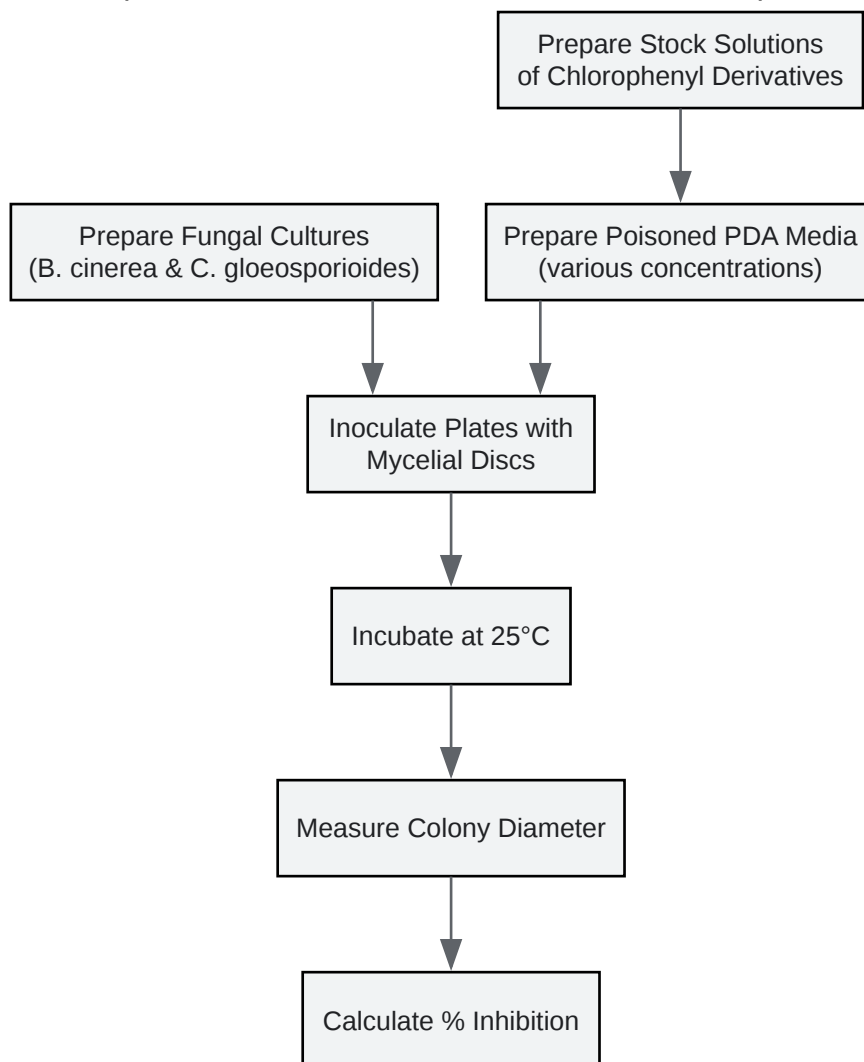 Prepare Stock Solutions
of Chlorophenyl Derivatives
Prepare Fungal Cultures
(B. cinerea & C. gloeosporioides)
Prepare Poisoned PDA Media
(various concentrations)
Inoculate Plates with
Mycelial Discs
Incubate at 25°C
Measure Colony Diameter
Calculate % Inhibition